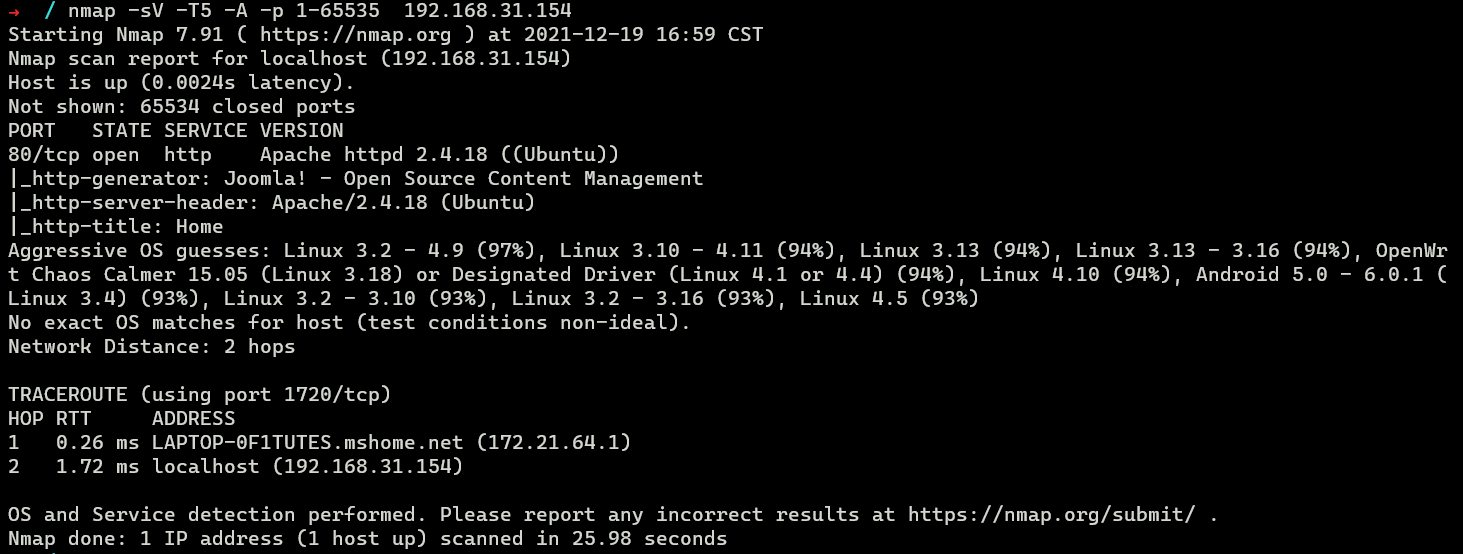 →  / nmap -sV -T5 -A -p 1-65535  192.168.31.154
Starting Nmap 7.91 ( https://nmap.org ) at 2021-12-19 16:59 CST
Nmap scan report for localhost (192.168.31.154)
Host is up (0.0024s latency).
Not shown: 65534 closed ports
PORT   STATE SERVICE VERSION
80/tcp open  http    Apache httpd 2.4.18 ((Ubuntu))
|_http-generator: Joomla! - Open Source Content Management
|_http-server-header: Apache/2.4.18 (Ubuntu)
|_http-title: Home
Aggressive OS guesses: Linux 3.2 - 4.9 (97%), Linux 3.10 - 4.11 (94%), Linux 3.13 (94%), Linux 3.13 - 3.16 (94%), OpenWr
t Chaos Calmer 15.05 (Linux 3.18) or Designated Driver (Linux 4.1 or 4.4) (94%), Linux 4.10 (94%), Android 5.0 - 6.0.1 (
Linux 3.4) (93%), Linux 3.2 - 3.10 (93%), Linux 3.2 - 3.16 (93%), Linux 4.5 (93%)
No exact OS matches for host (test conditions non-ideal).
Network Distance: 2 hops

TRACEROUTE (using port 1720/tcp)
HOP RTT     ADDRESS
1   0.26 ms LAPTOP-0F1TUTES.mshome.net (172.21.64.1)
2   1.72 ms localhost (192.168.31.154)

OS and Service detection performed. Please report any incorrect results at https://nmap.org/submit/ .
Nmap done: 1 IP address (1 host up) scanned in 25.98 seconds